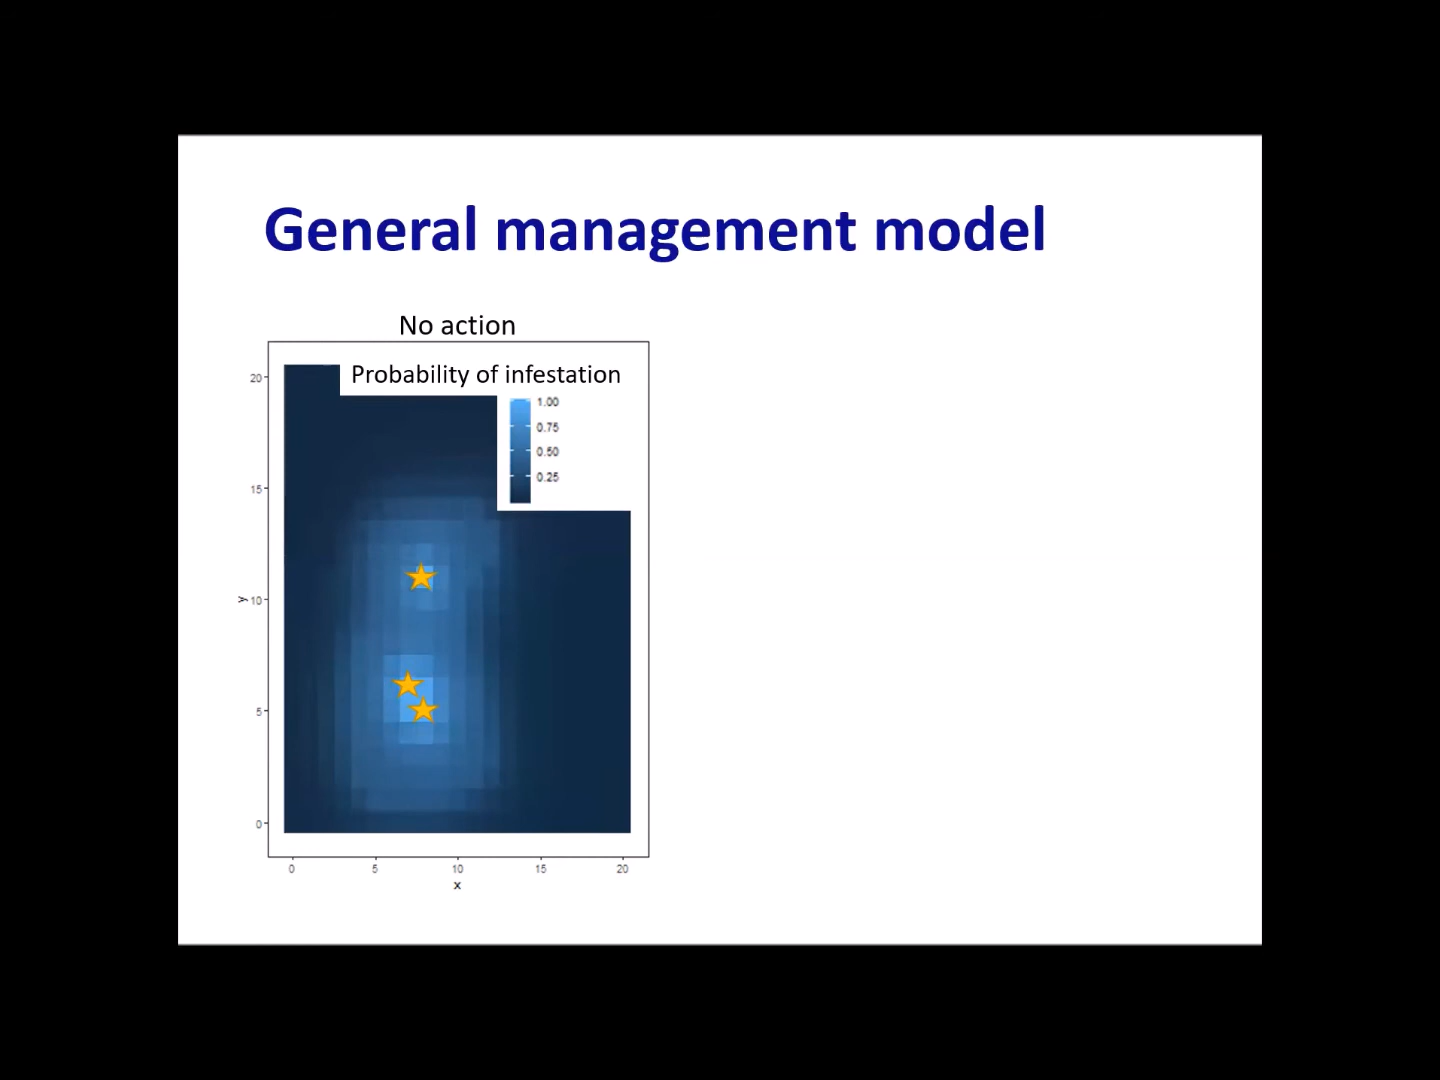 General management model
No action
Probability of infestation
1.00
0.75
0.50
0.25
20
15
10
5
0
y
0 5 10 15 20
x